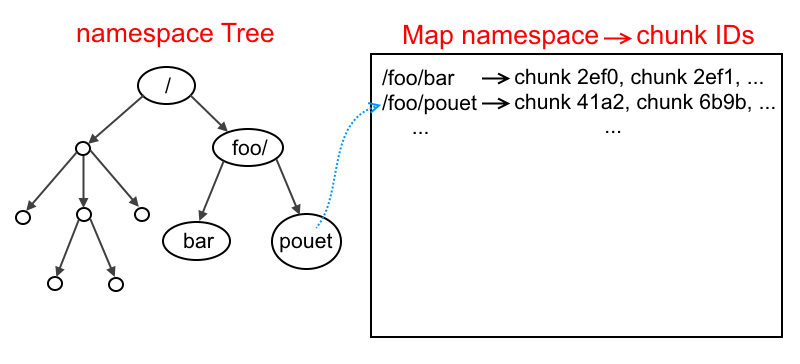 namespace Tree
/
foo/
bar
pouet
Map namespace → chunk IDs
/foo/bar → chunk 2ef0, chunk 2ef1, ...
/foo/pouet → chunk 41a2, chunk 6b9b, ...
... ...